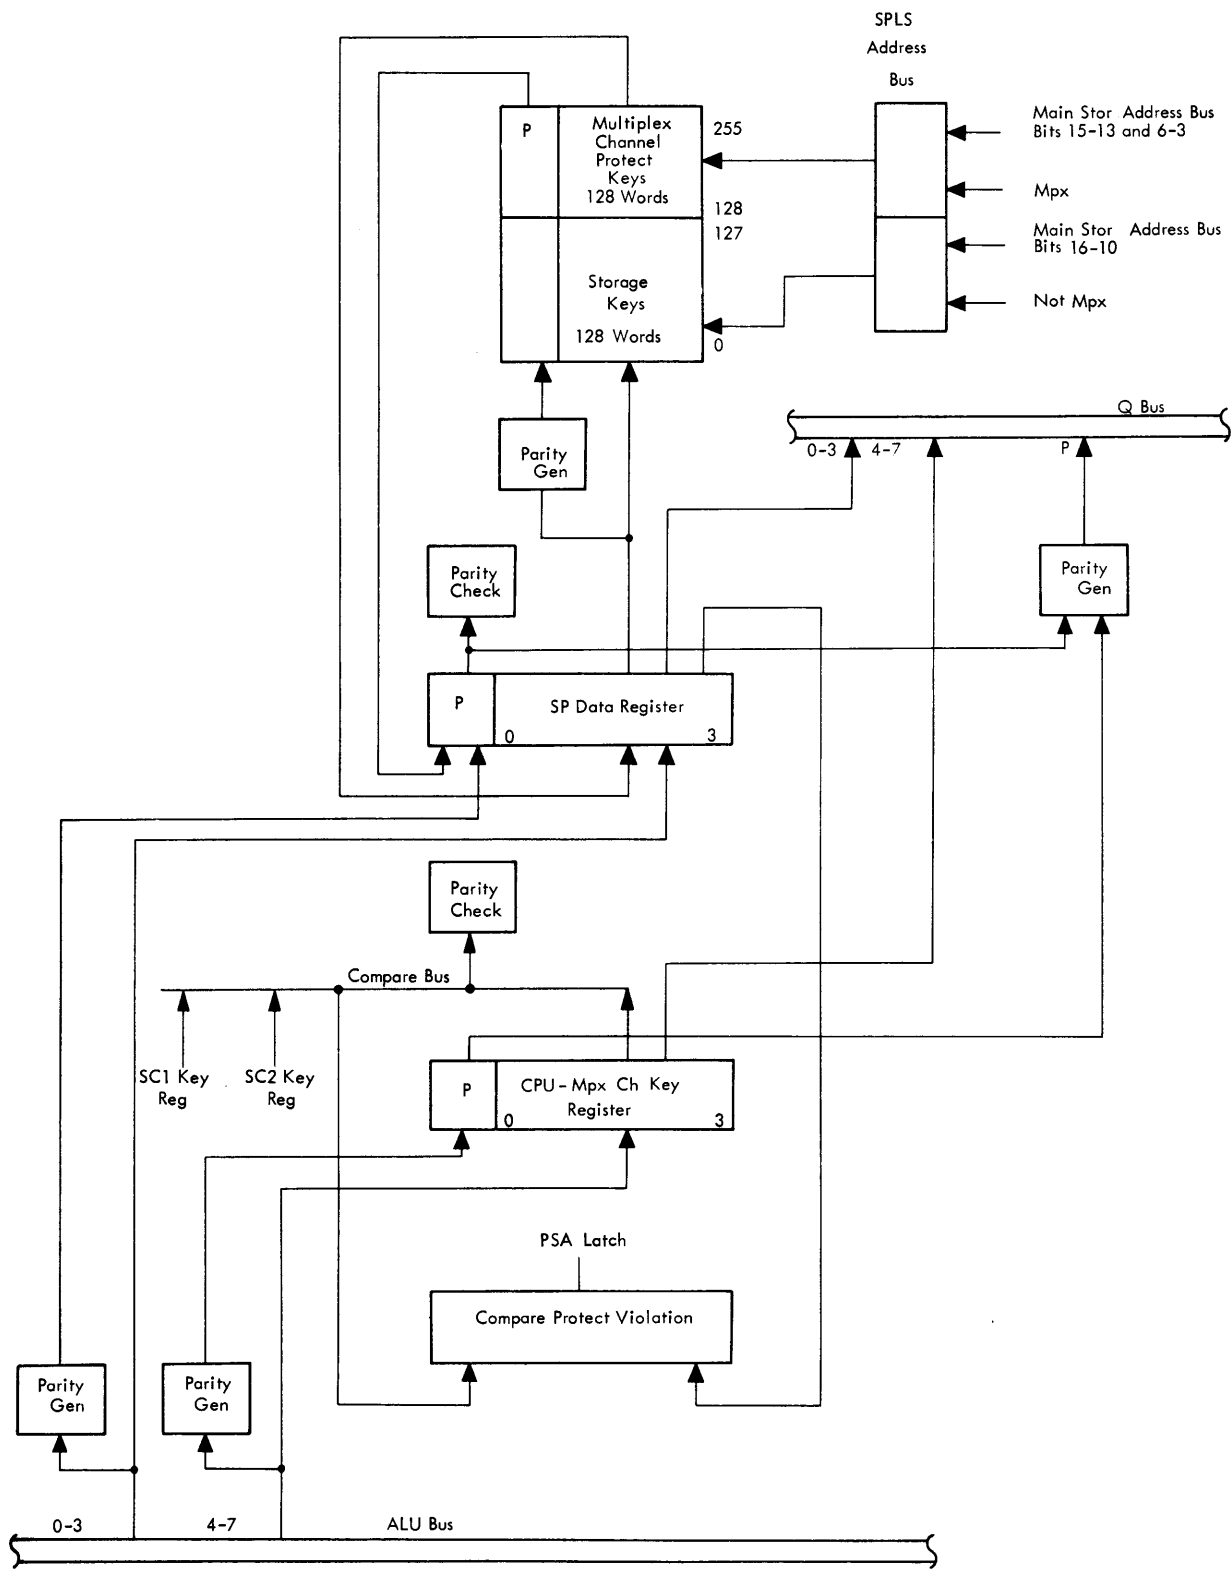 SPLS
Address
Bus
P
Multiplex
Channel
Protect
Keys
128 Words
255
128
127
Storage
Keys
128 Words
0
Main Stor Address Bus
Bits 15-13 and 6-3
Mpx
Main Stor Address Bus
Bits 16-10
Not Mpx
Q Bus
0-3
4-7
P
Parity
Gen
Parity
Check
Parity
Gen
P
SP Data Register
0
3
Parity
Check
Compare Bus
SC1 Key
Reg
SC2 Key
Reg
P
CPU - Mpx Ch Key
Register
0
3
PSA Latch
Compare Protect Violation
Parity
Gen
Parity
Gen
0-3
4-7
ALU Bus